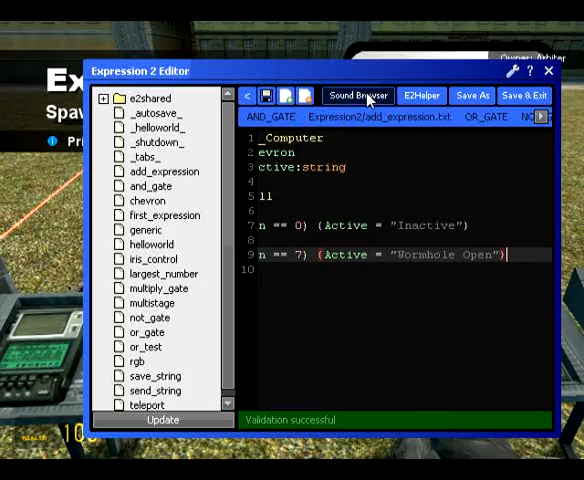 Owner: Arbiter
Ex
Spaw
Pri
Expression 2 Editor
?
<
Sound Browser
E2Helper
Save As
Save & Exit
e2shared
_autosave_
_helloworld_
_shutdown_
_tabs_
add_expression
and_gate
chevron
first_expression
generic
helloworld
iris_control
largest_number
multiply_gate
multistage
not_gate
or_gate
or_test
rgb
save_string
send_string
teleport
Update
AND_GATE
Expression2/add_expression.txt
OR_GATE
NO
1 _Computer
2 evron
3 ctive:string
4
5 ll
6
7 n == 0) (Active = "Inactive")
8
9 n == 7) (Active = "Wormhole Open")
10
Validation successful